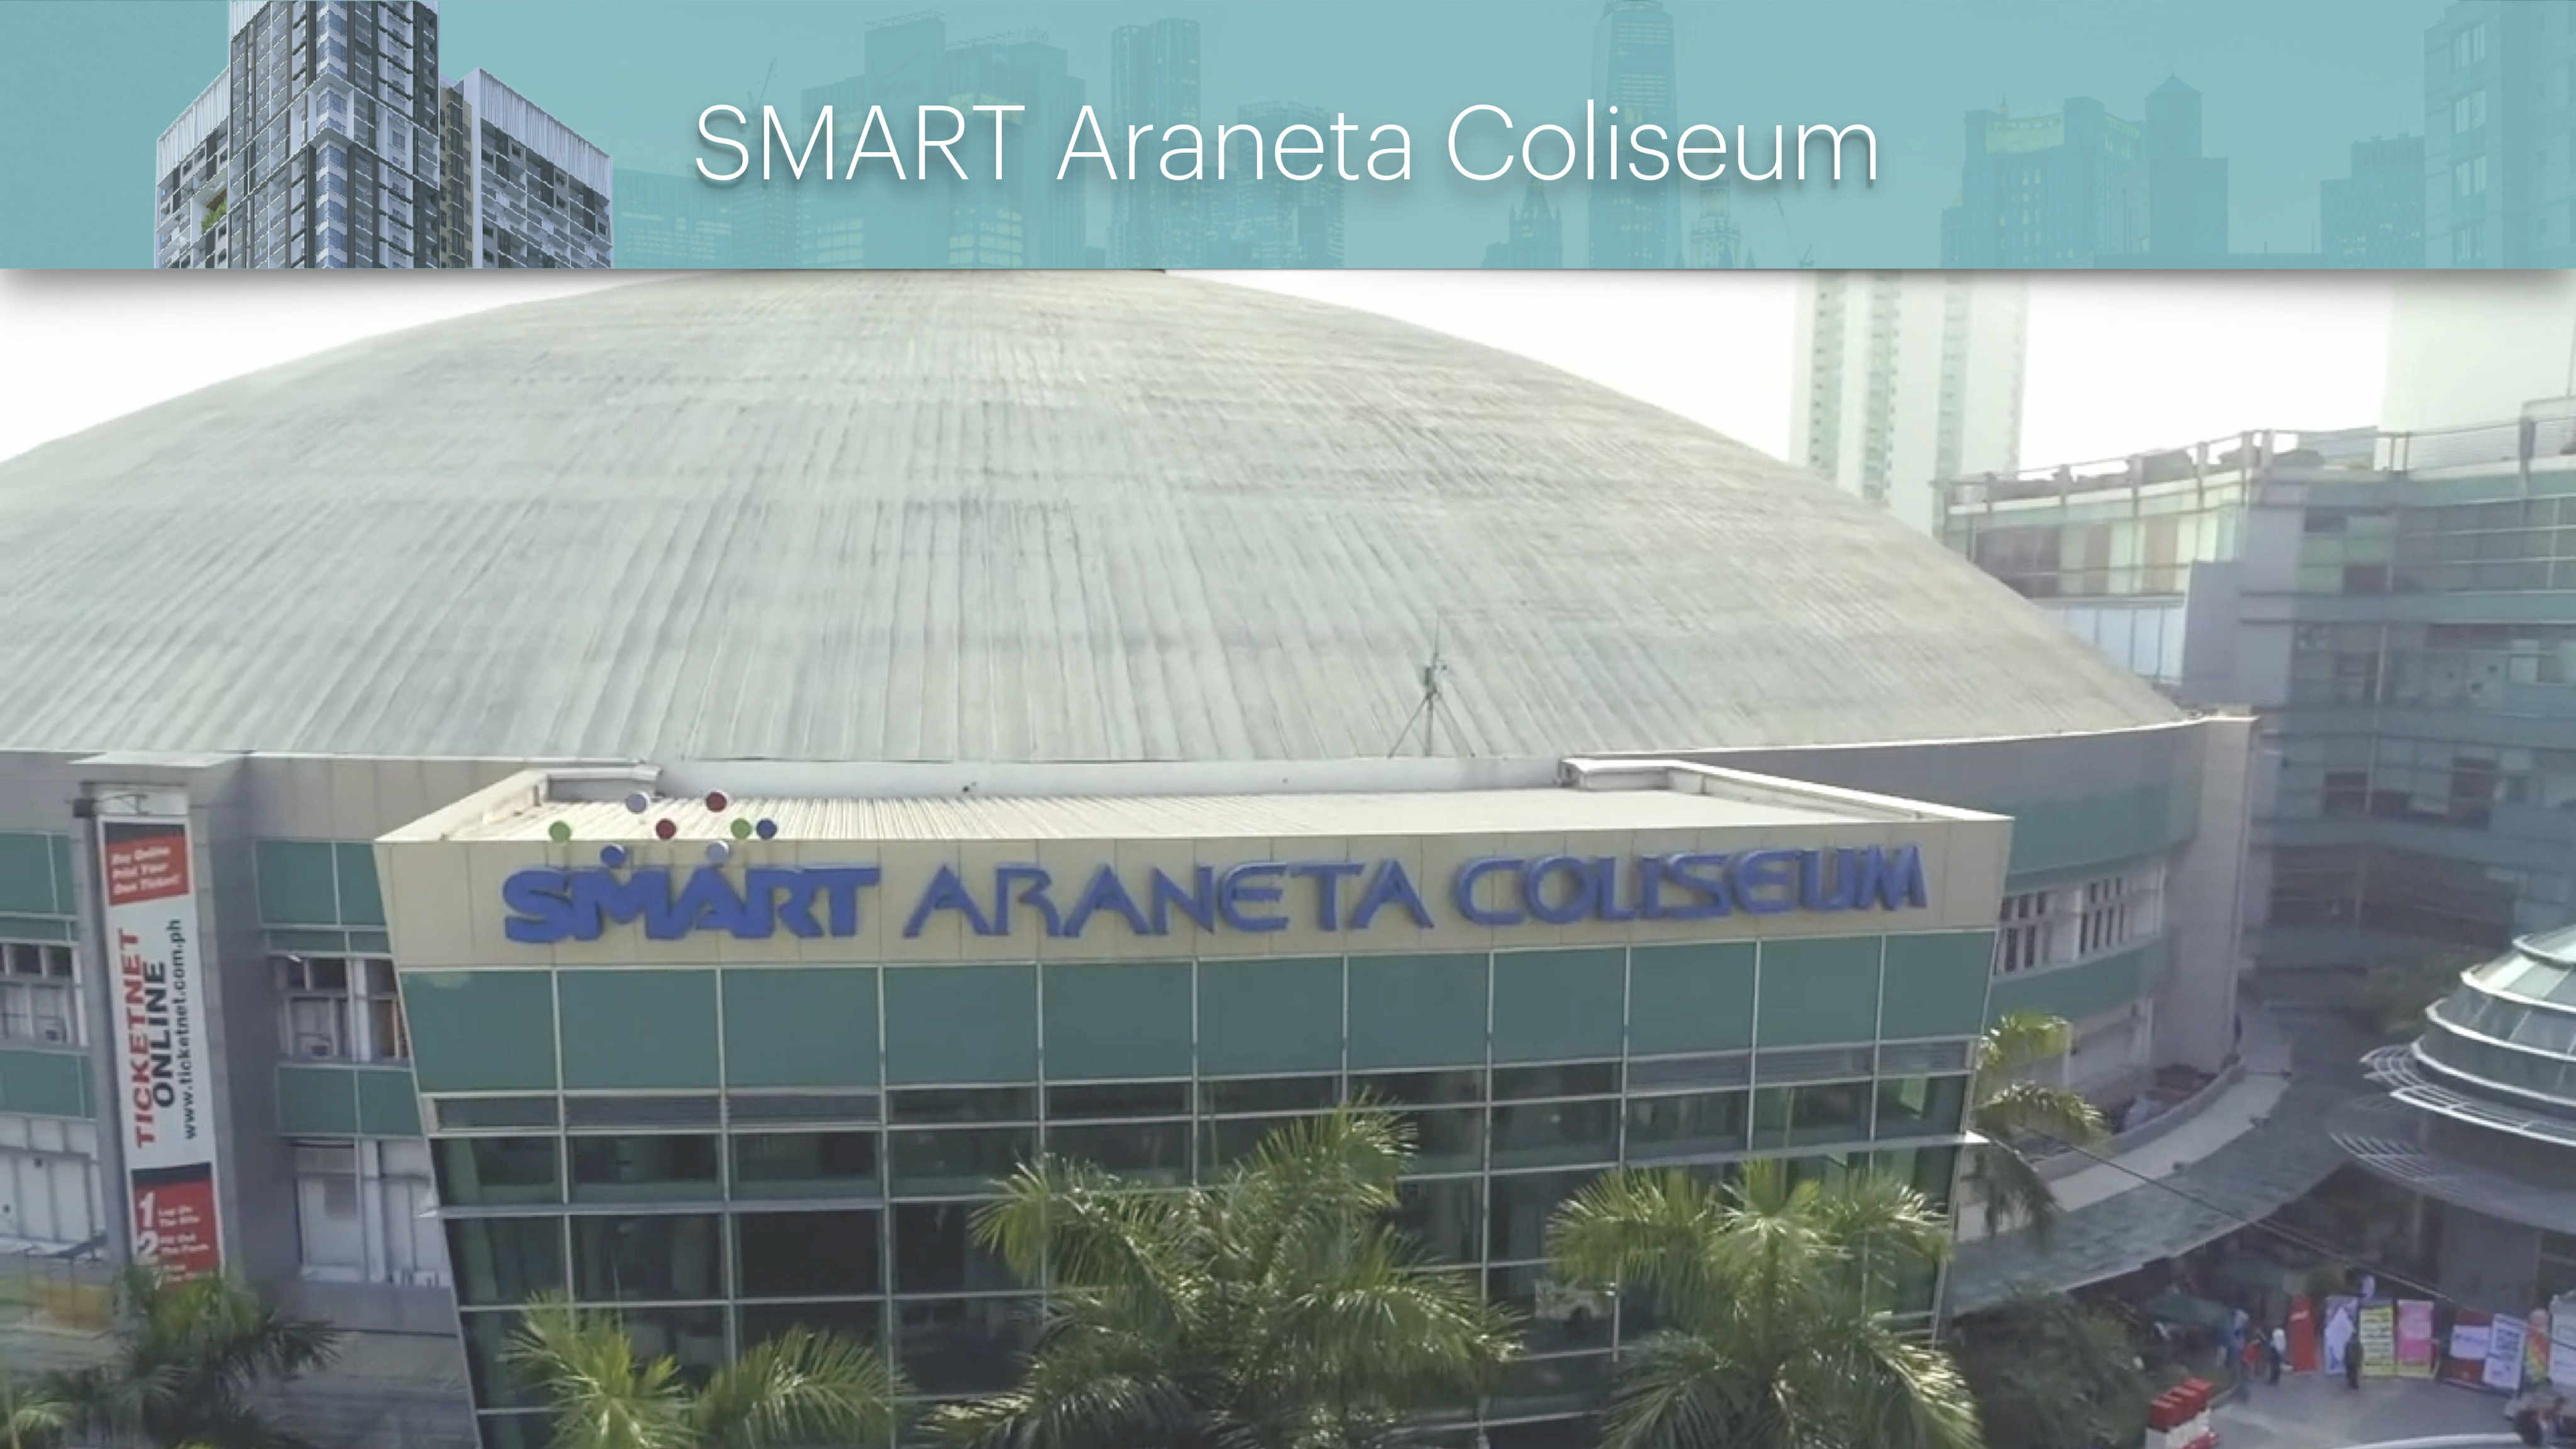 SMART Araneta Coliseum
SMART ARANETA COLISEUM
Buy Online
Print Your
Own Ticket!
TICKETNET
ONLINE
www.ticketnet.com.ph
1 Log On
The Site
2 Fill Out
The Form